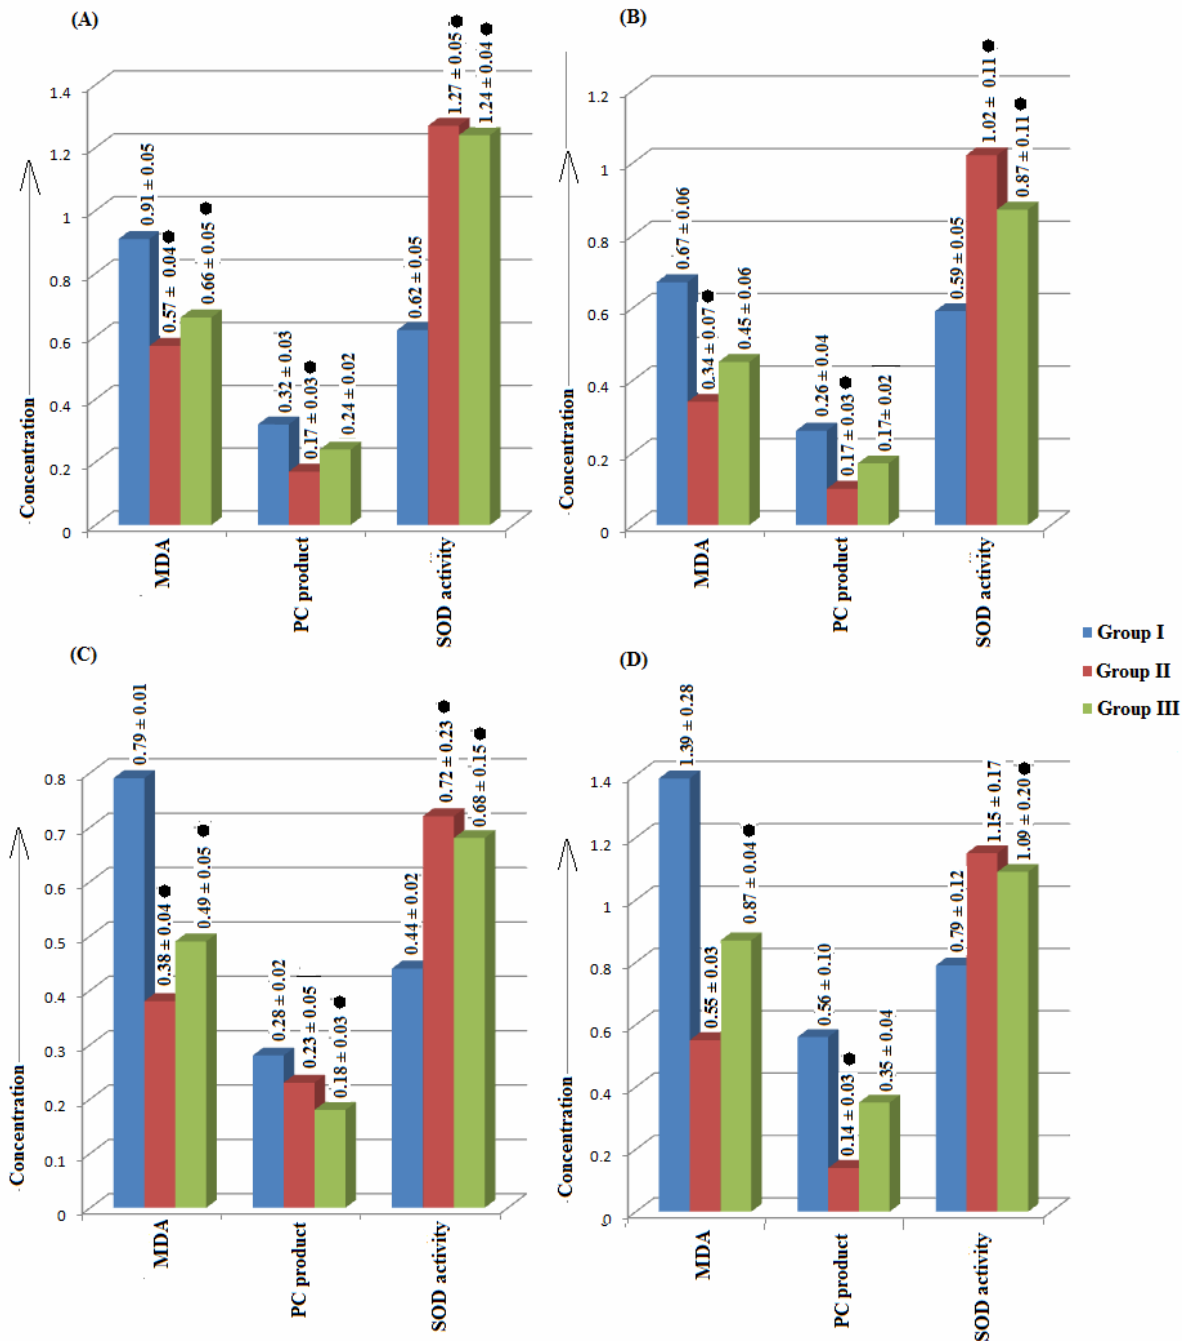 (A)
1.4
1.2
1
0.8
0.6
0.4
0.2
0
Concentration
0.91 ± 0.05
0.57 ± 0.04
0.66 ± 0.05
0.32 ± 0.03
0.17 ± 0.03
0.24 ± 0.02
0.62 ± 0.05
1.27 ± 0.05
1.24 ± 0.04
MDA
PC product
SOD activity
(B)
1.2
1
0.8
0.6
0.4
0.2
0
Concentration
0.67 ± 0.06
0.34 ± 0.07
0.45 ± 0.06
0.26 ± 0.04
0.17 ± 0.03
0.17± 0.02
0.59 ± 0.05
1.02 ± 0.11
0.87 ± 0.11
MDA
PC product
SOD activity
Group I
Group II
Group III
(C)
0.8
0.7
0.6
0.5
0.4
0.3
0.2
0.1
0
Concentration
0.79 ± 0.01
0.38 ± 0.04
0.49 ± 0.05
0.28 ± 0.02
0.23 ± 0.05
0.18 ± 0.03
0.44 ± 0.02
0.72 ± 0.23
0.68 ± 0.15
MDA
PC product
SOD activity
(D)
1.4
1.2
1
0.8
0.6
0.4
0.2
0
Concentration
1.39 ± 0.28
0.55 ± 0.03
0.87 ± 0.04
0.56 ± 0.10
0.14 ± 0.03
0.35 ± 0.04
0.79 ± 0.12
1.15 ± 0.17
1.09 ± 0.20
MDA
PC product
SOD activity